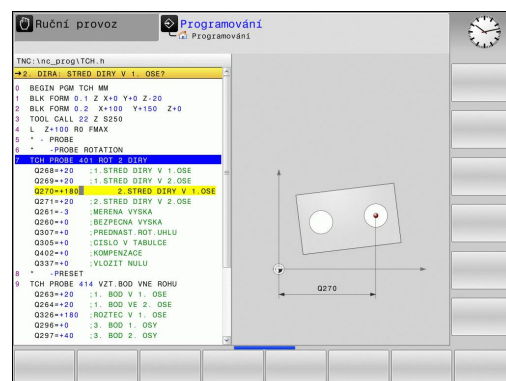 Ruční provoz
Programování
Programování
TNC:\nc_prog\TCH.h
→2. DIRA: STRED DIRY V 1. OSE?
0 BEGIN PGM TCH MM
1 BLK FORM 0.1 Z X+0 Y+0 Z-20
2 BLK FORM 0.2 X+100 Y+150 Z+0
3 TOOL CALL 22 Z S250
4 L Z+100 R0 FMAX
5 * - PROBE
6 * -PROBE ROTATION
7 TCH PROBE 401 ROT 2 DIRY
Q268=+20 ;1.STRED DIRY V 1.OSE
Q269=+20 ;1.STRED DIRY V 2.OSE
Q270=+180 2.STRED DIRY V 1.OSE
Q271=+20 ;2.STRED DIRY V 2.OSE
Q261=-3 ;MERENA VYSKA
Q260=+0 ;BEZPECNA VYSKA
Q307=+0 ;PREDNAST.ROT.UHLU
Q305=+0 ;CISLO V TABULCE
Q402=+0 ;KOMPENZACE
Q337=+0 ;VLOZIT NULU
8 * -PRESET
9 TCH PROBE 414 VZT.BOD VNE ROHU
Q263=+20 ;1. BOD V 1. OSE
Q264=+20 ;1. BOD VE 2. OSE
Q326=+180 ;ROZTEC V 1. OSE
Q296=+0 ;3. BOD 1. OSY
Q297=+40 ;3. BOD 2. OSY
Q270